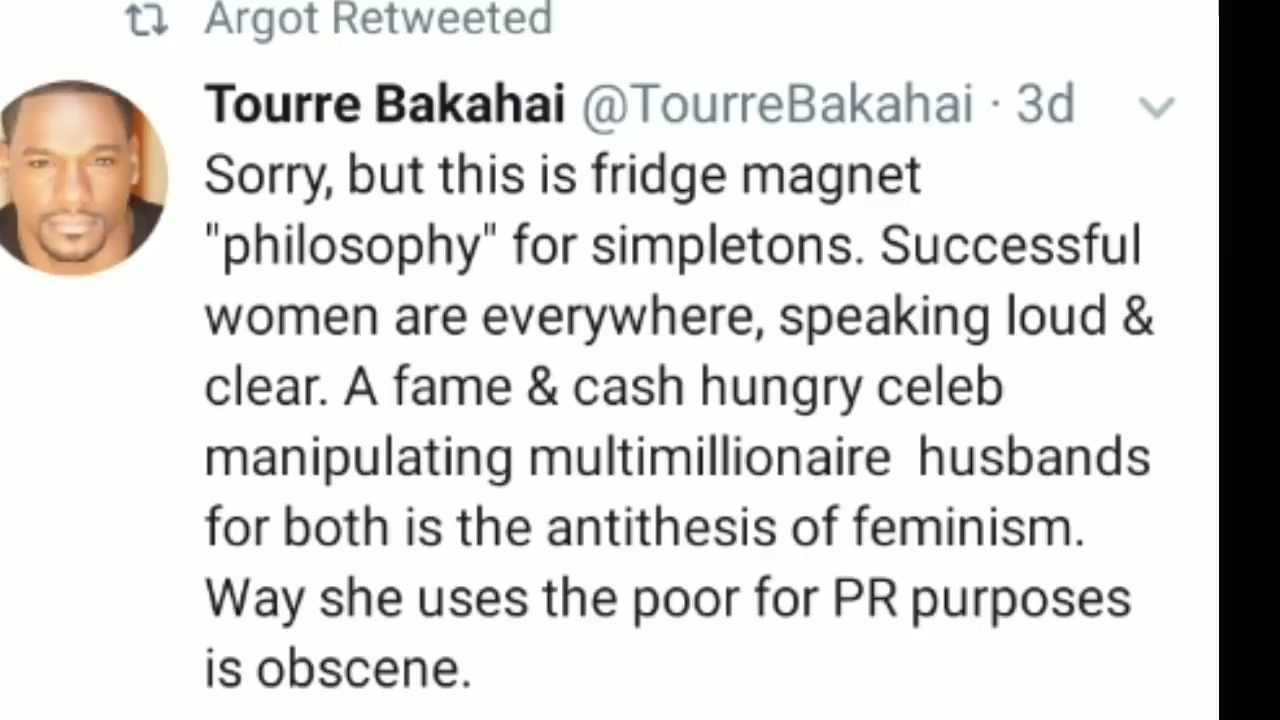 Argot Retweeted
Tourre Bakahai @TourreBakahai · 3d
Sorry, but this is fridge magnet
"philosophy" for simpletons. Successful
women are everywhere, speaking loud &
clear. A fame & cash hungry celeb
manipulating multimillionaire  husbands
for both is the antithesis of feminism.
Way she uses the poor for PR purposes
is obscene.